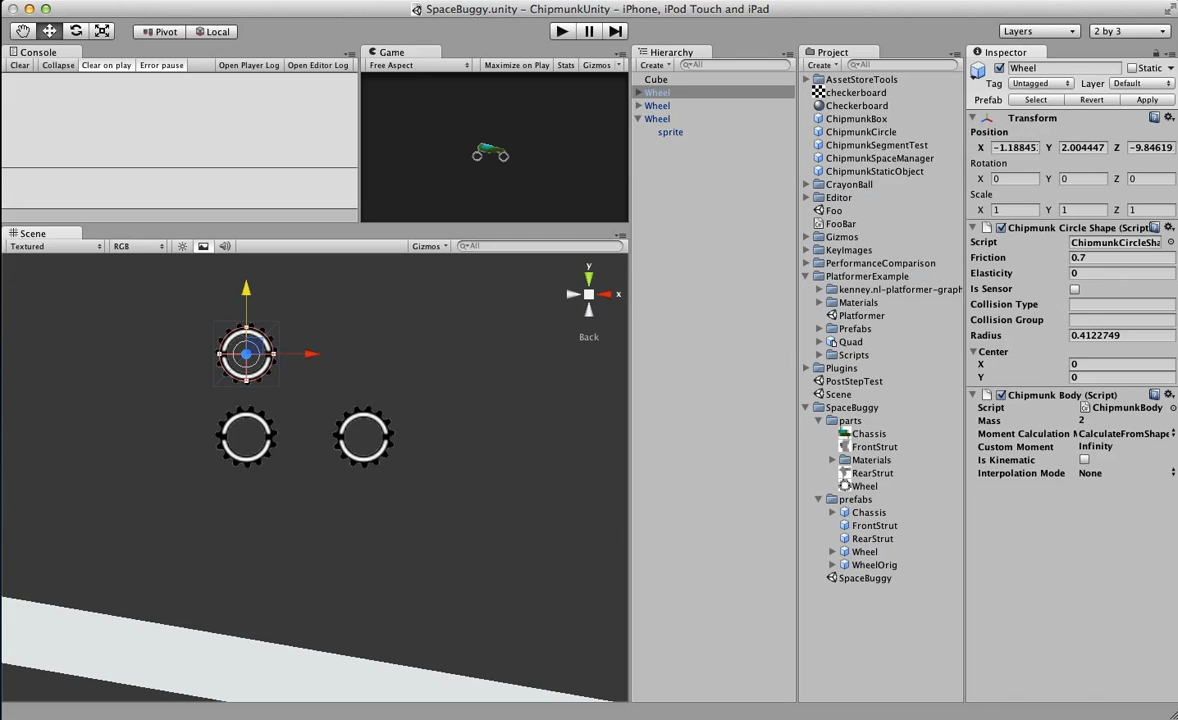 SpaceBuggy.unity – ChipmunkUnity – iPhone, iPod Touch and iPad
Pivot
Local
Layers
2 by 3
Console
Clear
Collapse
Clear on play
Error pause
Open Player Log
Open Editor Log
Game
Free Aspect
Maximize on Play
Stats
Gizmos
Scene
Textured
RGB
Gizmos
All
y
x
Back
Hierarchy
Create
All
Cube
Wheel
Wheel
Wheel
sprite
Project
Create
All
AssetStoreTools
checkerboard
Checkerboard
ChipmunkBox
ChipmunkCircle
ChipmunkSegmentTest
ChipmunkSpaceManager
ChipmunkStaticObject
CrayonBall
Editor
Foo
FooBar
Gizmos
KeyImages
PerformanceComparison
PlatformerExample
kenney.nl-platformer-graph
Materials
Platformer
Prefabs
Quad
Scripts
Plugins
PostStepTest
Scene
SpaceBuggy
parts
Chassis
FrontStrut
Materials
RearStrut
Wheel
prefabs
Chassis
FrontStrut
RearStrut
Wheel
WheelOrig
SpaceBuggy
Inspector
Wheel
Static
Tag Untagged Layer Default
Prefab Select Revert Apply
Transform
Position
X -1.18845 Y 2.004447 Z -9.84619
Rotation
X 0 Y 0 Z 0
Scale
X 1 Y 1 Z 1
Chipmunk Circle Shape (Script)
Script ChipmunkCircleSha
Friction 0.7
Elasticity 0
Is Sensor
Collision Type
Collision Group
Radius 0.4122749
Center
X 0
Y 0
Chipmunk Body (Script)
Script ChipmunkBody
Mass 2
Moment Calculation M CalculateFromShape
Custom Moment Infinity
Is Kinematic
Interpolation Mode None